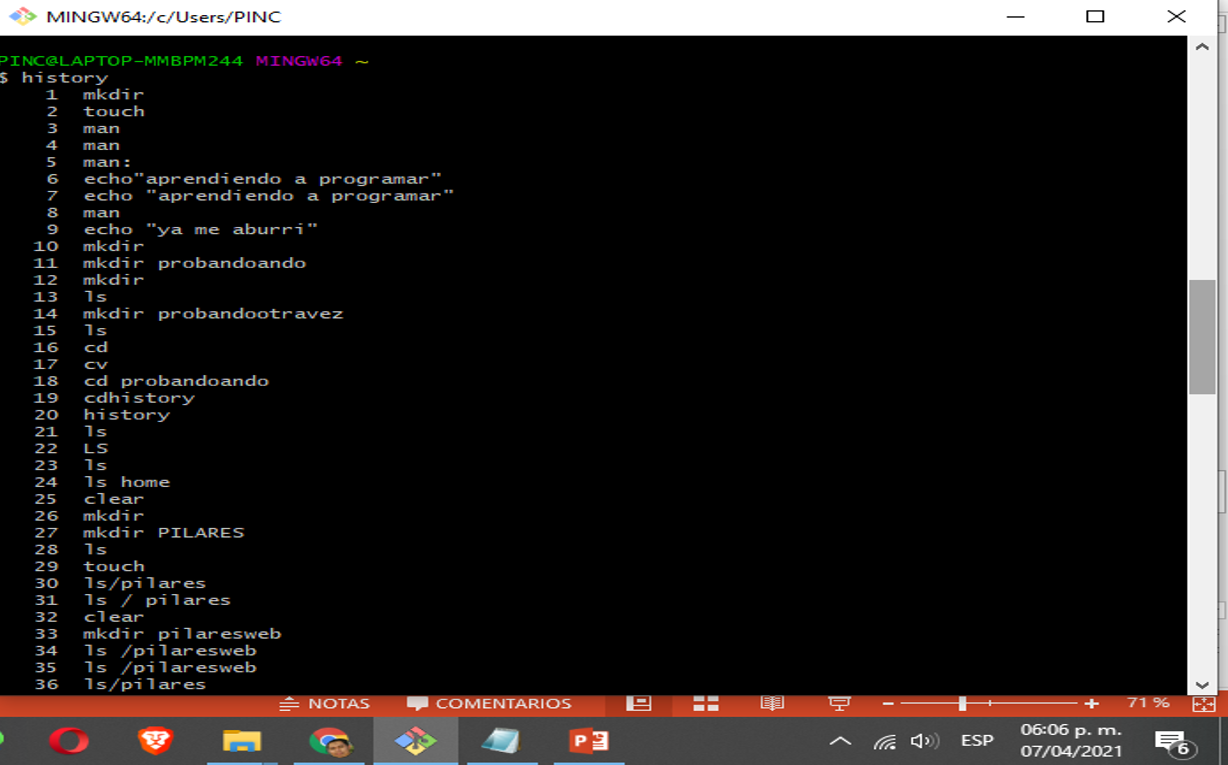 MINGW64:/c/Users/PINC
PINC@LAPTOP-MMBPM244 MINGW64 ~
$ history
1 mkdir
2 touch
3 man
4 man
5 man:
6 echo"aprendiendo a programar"
7 echo "aprendiendo a programar"
8 man
9 echo "ya me aburri"
10 mkdir
11 mkdir probandoando
12 mkdir
13 ls
14 mkdir probandootravez
15 ls
16 cd
17 cv
18 cd probandoando
19 cdhistory
20 history
21 ls
22 LS
23 ls
24 ls home
25 clear
26 mkdir
27 mkdir PILARES
28 ls
29 touch
30 ls/pilares
31 ls / pilares
32 clear
33 mkdir pilaresweb
34 ls /pilaresweb
35 ls /pilaresweb
36 ls/pilares
NOTAS COMENTARIOS 71 %
ESP 06:06 p. m.
07/04/2021 6